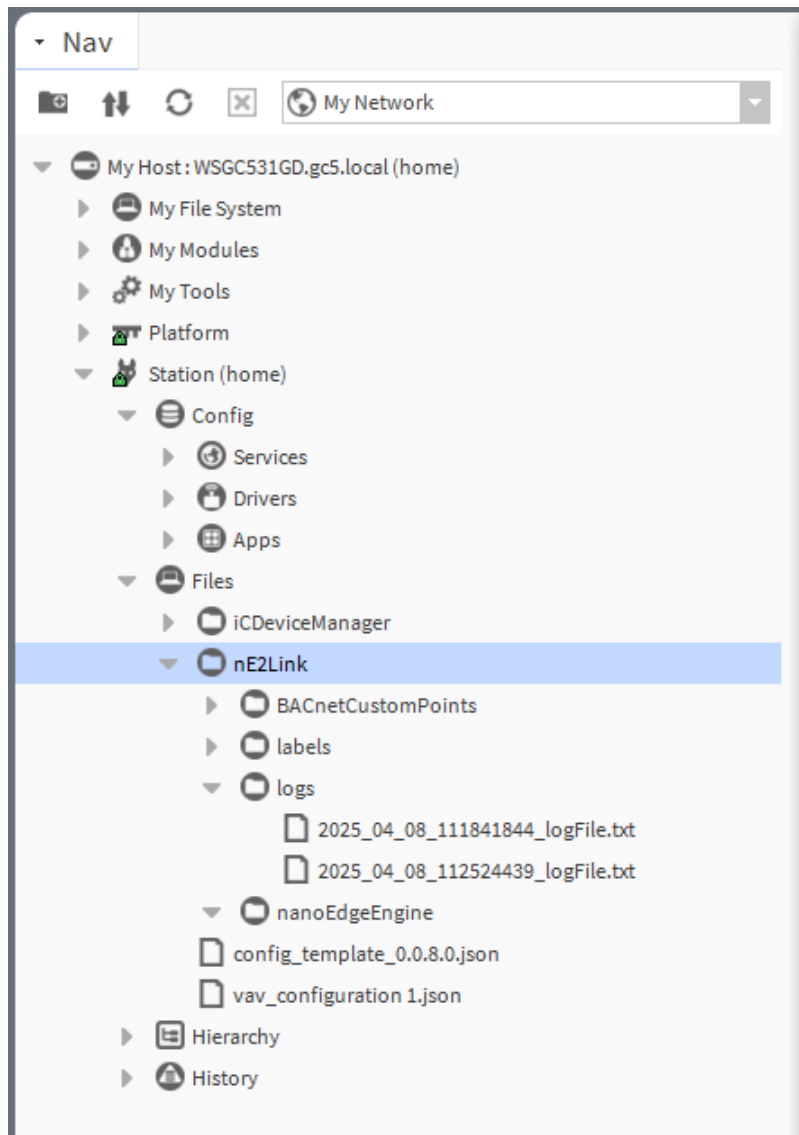 Nav
My Network
My Host : WSGC531GD.gc5.local (home)
My File System
My Modules
My Tools
Platform
Station (home)
Config
Services
Drivers
Apps
Files
iCDeviceManager
nE2Link
BACnetCustomPoints
labels
logs
2025_04_08_111841844_logFile.txt
2025_04_08_112524439_logFile.txt
nanoEdgeEngine
config_template_0.0.8.0.json
vav_configuration 1.json
Hierarchy
History